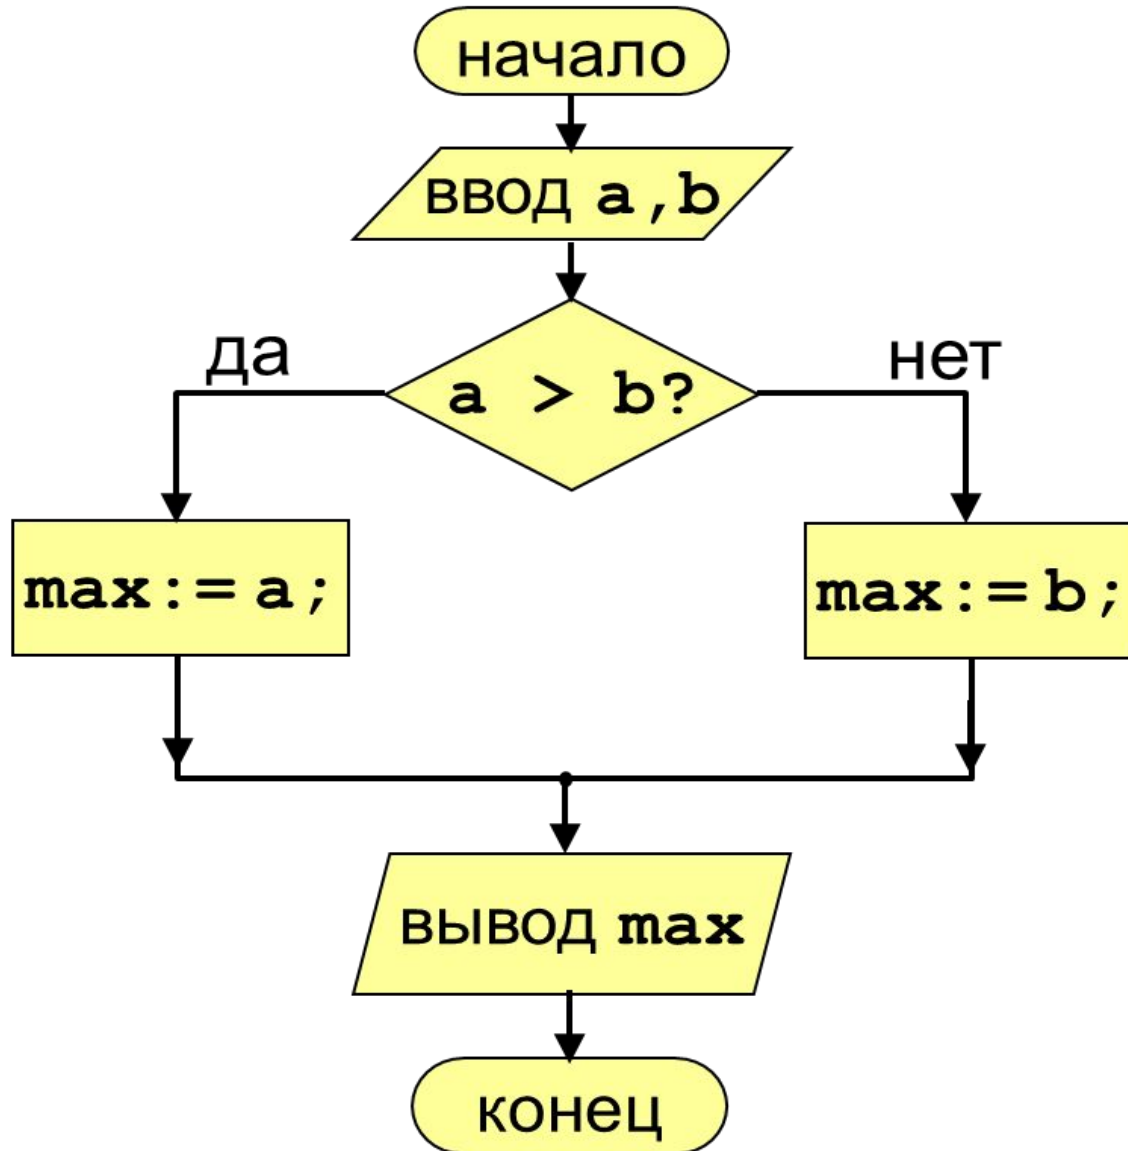 начало
ввод a,b
да
нет
a > b?
max:= a;
max:= b;
вывод max
конец